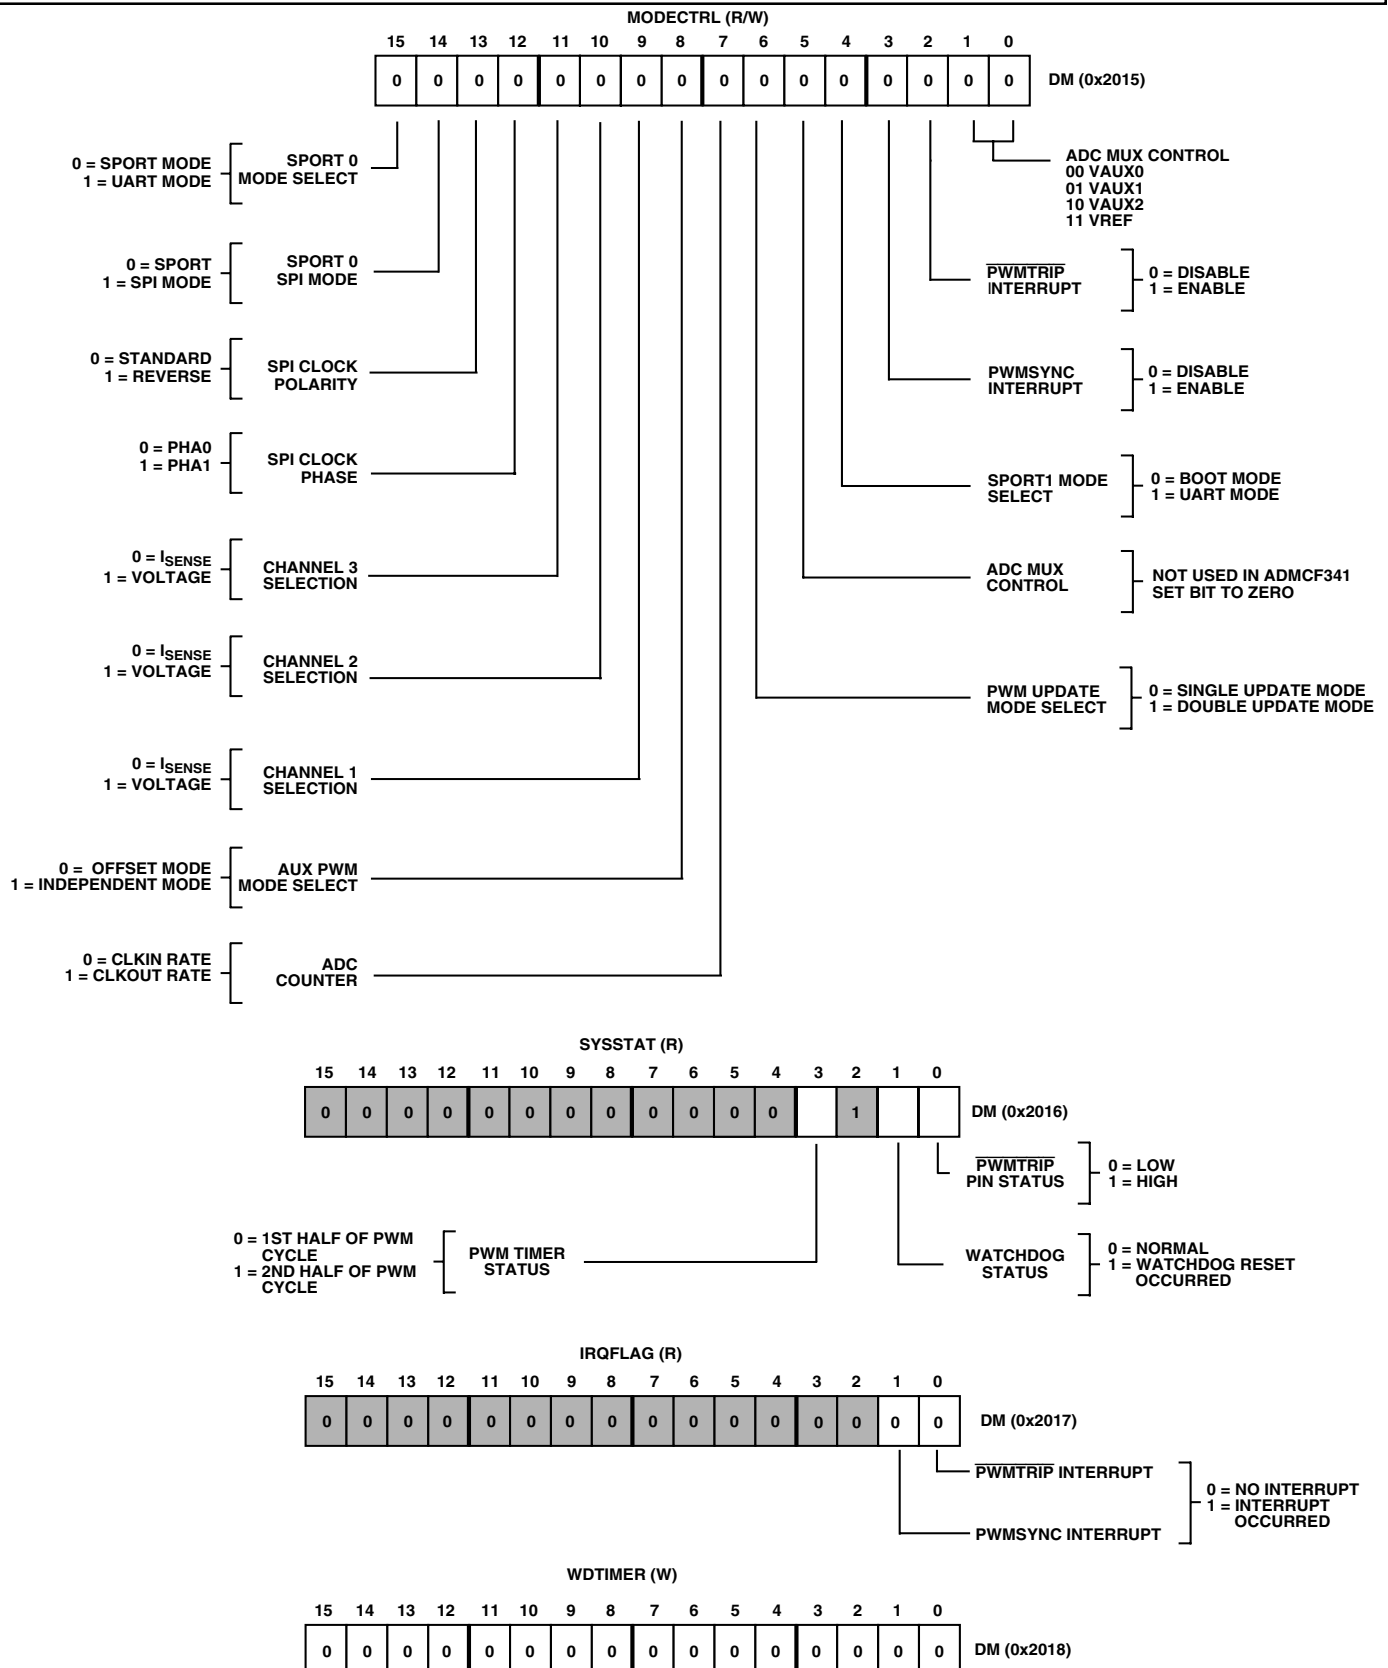 MODECTRL (R/W)
15 14 13 12 11 10 9 8 7 6 5 4 3 2 1 0
0 0 0 0 0 0 0 0 0 0 0 0 0 0 0 0 DM (0x2015)
0 = SPORT MODE
1 = UART MODE
SPORT 0
MODE SELECT
0 = SPORT
1 = SPI MODE
SPORT 0
SPI MODE
0 = STANDARD
1 = REVERSE
SPI CLOCK
POLARITY
0 = PHA0
1 = PHA1
SPI CLOCK
PHASE
0 = ISENSE
1 = VOLTAGE
CHANNEL 3
SELECTION
0 = ISENSE
1 = VOLTAGE
CHANNEL 2
SELECTION
0 = ISENSE
1 = VOLTAGE
CHANNEL 1
SELECTION
0 = OFFSET MODE
1 = INDEPENDENT MODE
AUX PWM
MODE SELECT
0 = CLKIN RATE
1 = CLKOUT RATE
ADC
COUNTER
ADC MUX CONTROL
00 VAUX0
01 VAUX1
10 VAUX2
11 VREF
PWMTRIP
INTERRUPT
0 = DISABLE
1 = ENABLE
PWMSYNC
INTERRUPT
0 = DISABLE
1 = ENABLE
SPORT1 MODE
SELECT
0 = BOOT MODE
1 = UART MODE
ADC MUX
CONTROL
NOT USED IN ADMCF341
SET BIT TO ZERO
PWM UPDATE
MODE SELECT
0 = SINGLE UPDATE MODE
1 = DOUBLE UPDATE MODE
SYSSTAT (R)
15 14 13 12 11 10 9 8 7 6 5 4 3 2 1 0
0 0 0 0 0 0 0 0 0 0 0 0 1 DM (0x2016)
PWMTRIP
PIN STATUS
0 = LOW
1 = HIGH
0 = 1ST HALF OF PWM
CYCLE
1 = 2ND HALF OF PWM
CYCLE
PWM TIMER
STATUS
WATCHDOG
STATUS
0 = NORMAL
1 = WATCHDOG RESET
OCCURRED
IRQFLAG (R)
15 14 13 12 11 10 9 8 7 6 5 4 3 2 1 0
0 0 0 0 0 0 0 0 0 0 0 0 0 0 0 0 DM (0x2017)
PWMTRIP INTERRUPT
PWMSYNC INTERRUPT
0 = NO INTERRUPT
1 = INTERRUPT
OCCURRED
WDTIMER (W)
15 14 13 12 11 10 9 8 7 6 5 4 3 2 1 0
0 0 0 0 0 0 0 0 0 0 0 0 0 0 0 0 DM (0x2018)